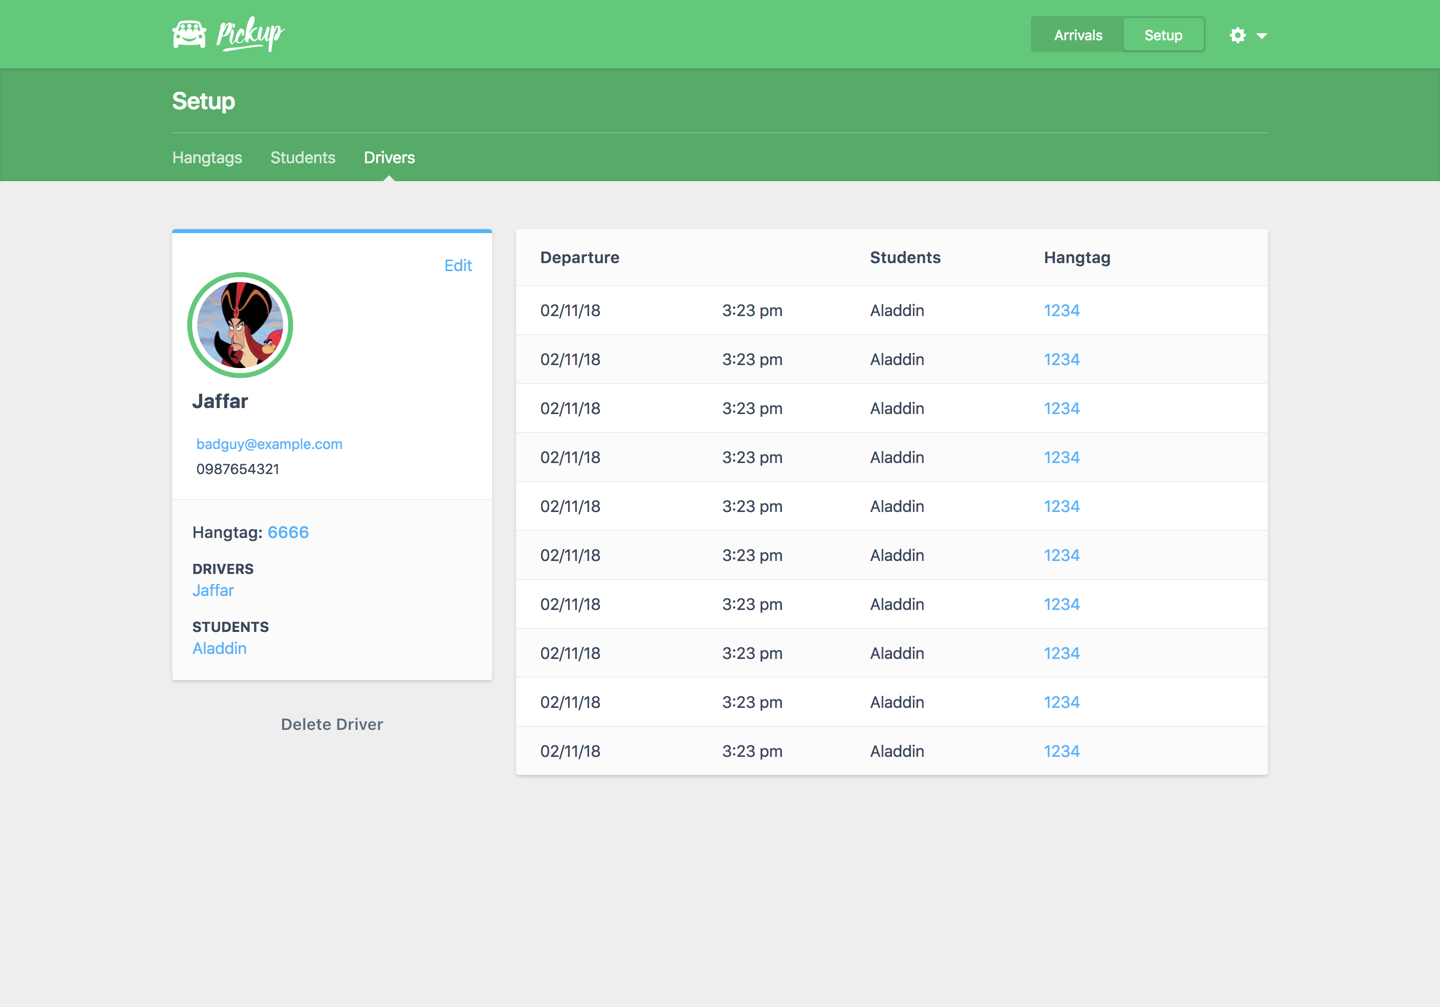 Pickup
Arrivals Setup
Setup
Hangtags Students Drivers
Edit
Jaffar
badguy@example.com
0987654321
Hangtag: 6666
DRIVERS
Jaffar
STUDENTS
Aladdin
Delete Driver
Departure Students Hangtag
02/11/18 3:23 pm Aladdin 1234
02/11/18 3:23 pm Aladdin 1234
02/11/18 3:23 pm Aladdin 1234
02/11/18 3:23 pm Aladdin 1234
02/11/18 3:23 pm Aladdin 1234
02/11/18 3:23 pm Aladdin 1234
02/11/18 3:23 pm Aladdin 1234
02/11/18 3:23 pm Aladdin 1234
02/11/18 3:23 pm Aladdin 1234
02/11/18 3:23 pm Aladdin 1234